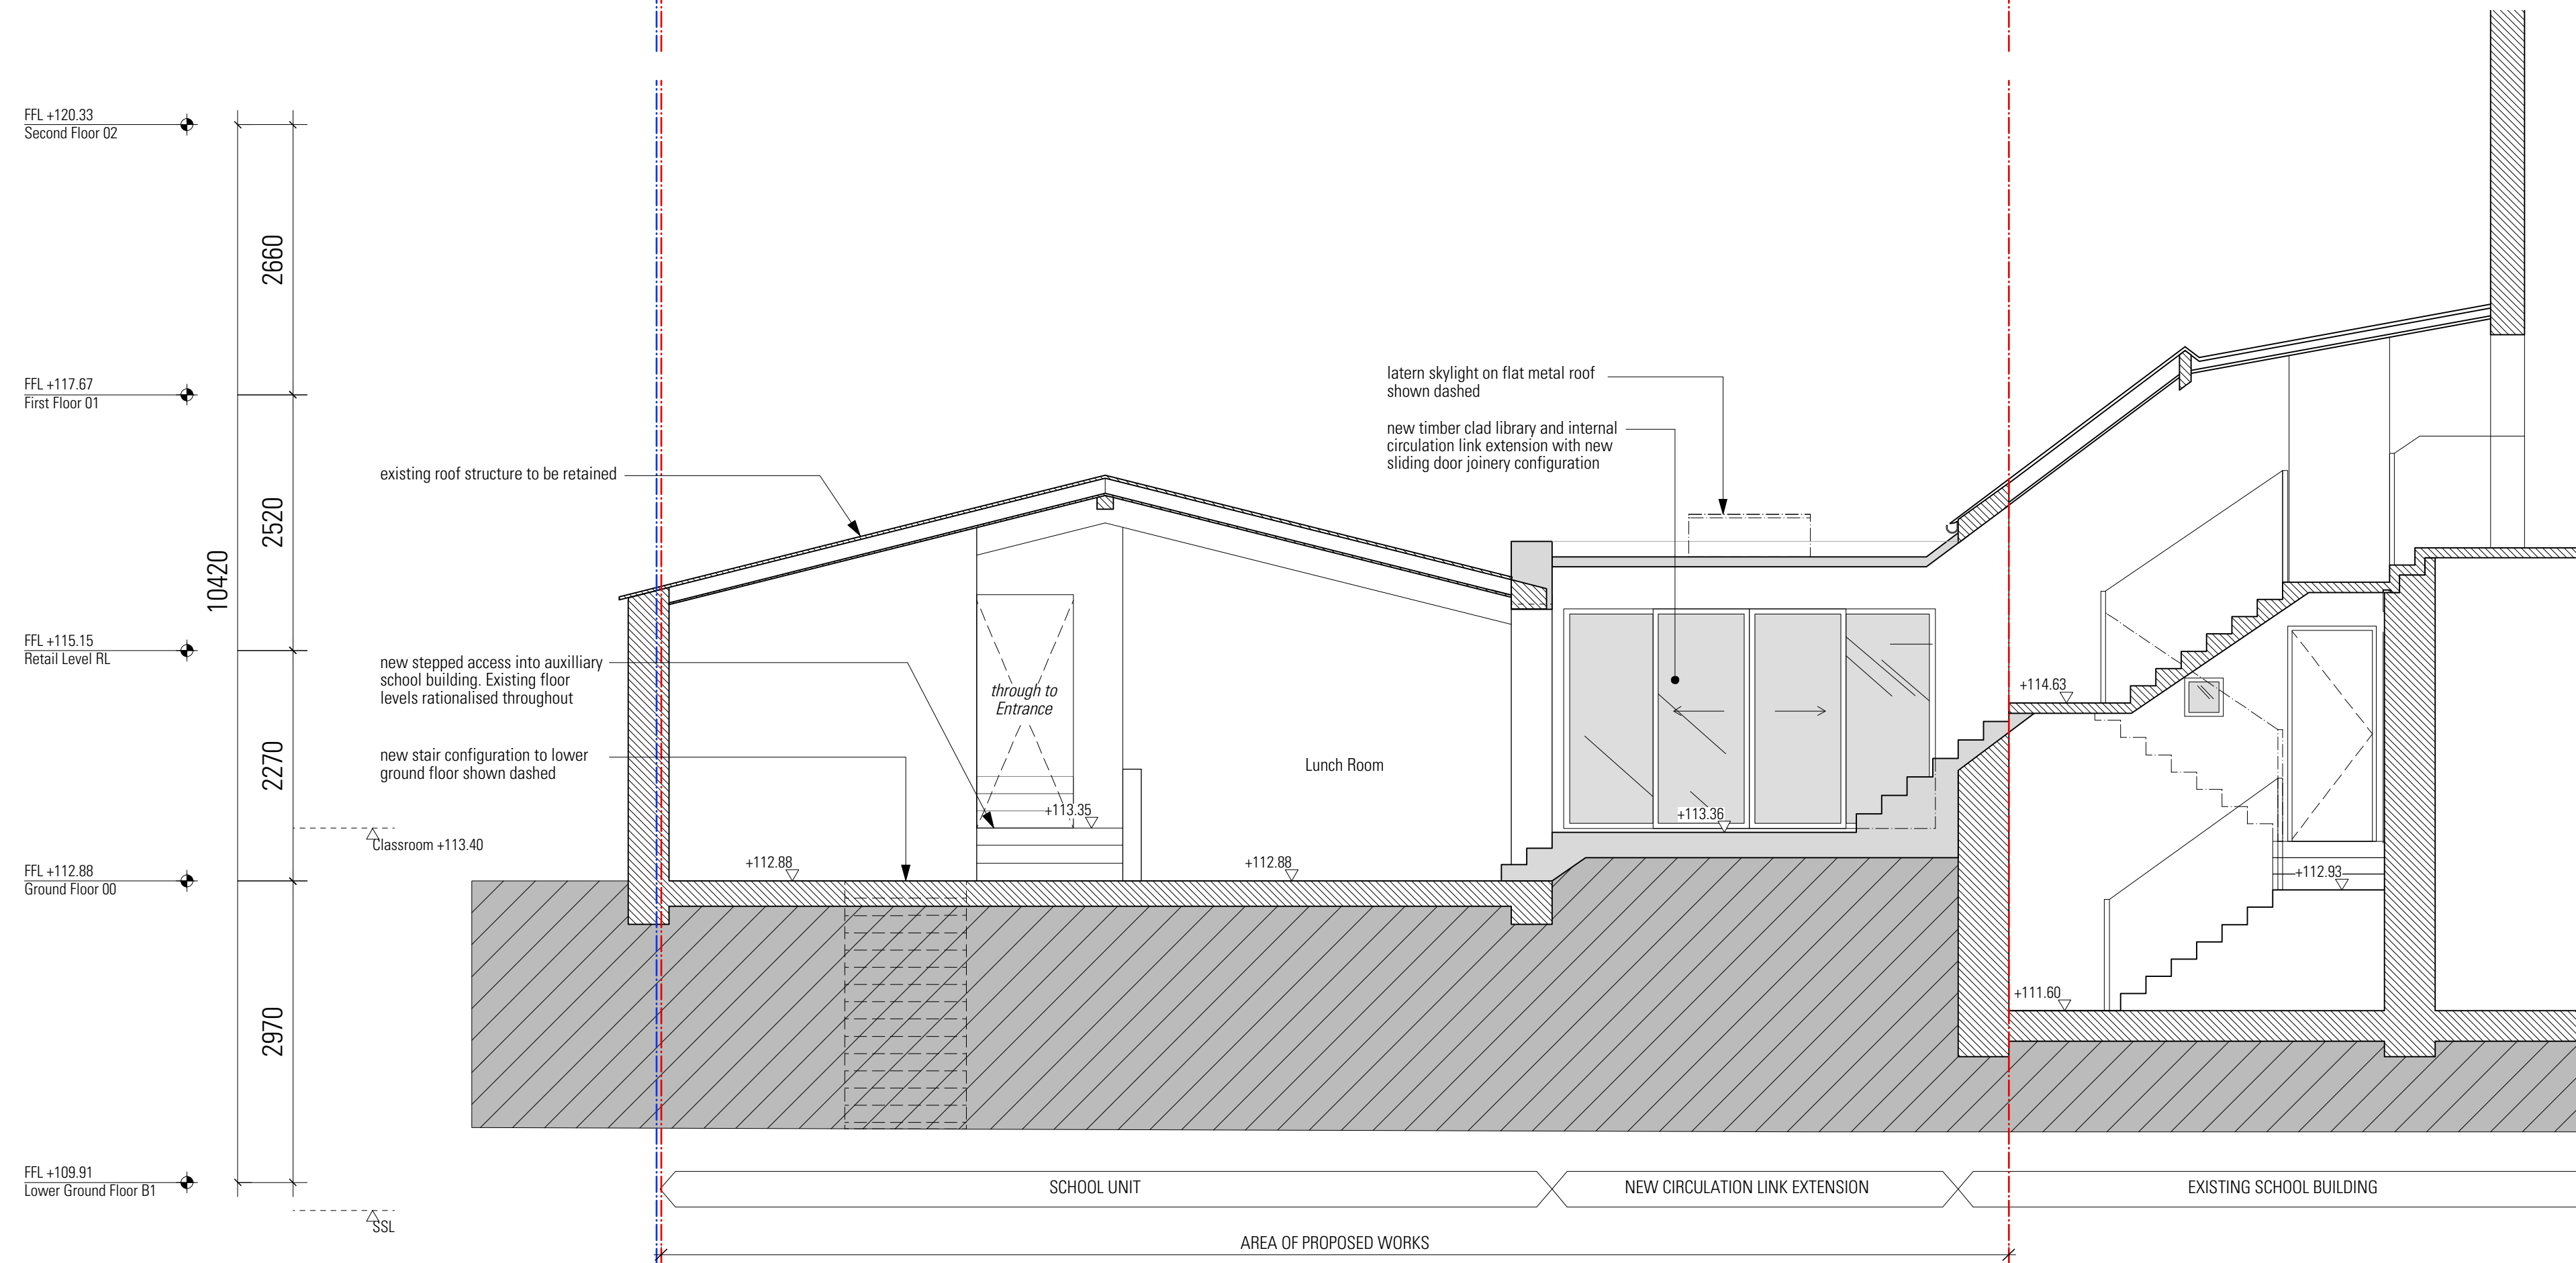 FFL +120.33
Second Floor 02
2660
FFL +117.67
First Floor 01
latern skylight on flat metal roof
shown dashed
new timber clad library and internal
circulation link extension with new
sliding door joinery configuration
existing roof structure to be retained
2520
10420
FFL +115.15
Retail Level RL
new stepped access into auxilliary
school building. Existing floor
levels rationalised throughout
through to
Entrance
+114.63
new stair configuration to lower
ground floor shown dashed
2270
Lunch Room
+113.35
+113.36
Classroom +113.40
FFL +112.88
Ground Floor 00
+112.88
+112.88
+112.93
+111.60
2970
FFL +109.91
Lower Ground Floor B1
SSL
SCHOOL UNIT
NEW CIRCULATION LINK EXTENSION
EXISTING SCHOOL BUILDING
AREA OF PROPOSED WORKS